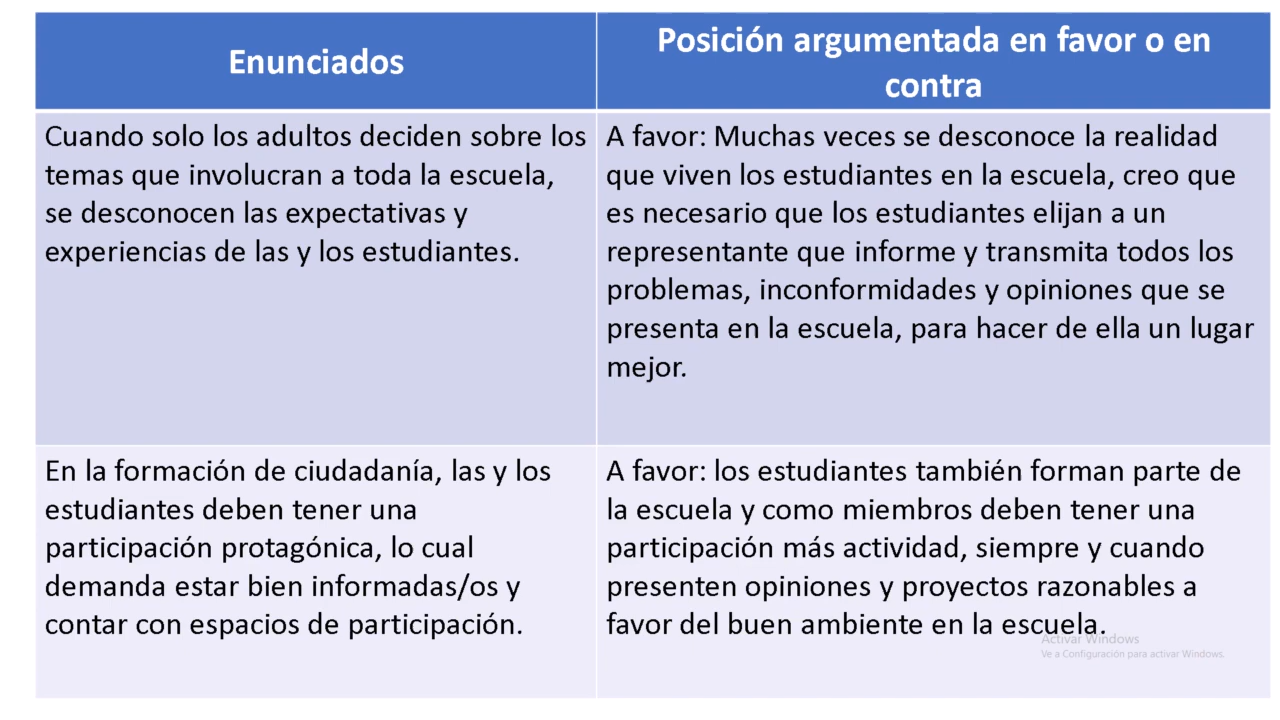 Enunciados
Posición argumentada en favor o en
contra
Cuando solo los adultos deciden sobre los
temas que involucran a toda la escuela,
se desconocen las expectativas y
experiencias de las y los estudiantes.
A favor: Muchas veces se desconoce la realidad
que viven los estudiantes en la escuela, creo que
es necesario que los estudiantes elijan a un
representante que informe y transmita todos los
problemas, inconformidades y opiniones que se
presenta en la escuela, para hacer de ella un lugar
mejor.
En la formación de ciudadanía, las y los
estudiantes deben tener una
participación protagónica, lo cual
demanda estar bien informadas/os y
contar con espacios de participación.
A favor: los estudiantes también forman parte de
la escuela y como miembros deben tener una
participación más actividad, siempre y cuando
presenten opiniones y proyectos razonables a
favor del buen ambiente en la escuela.
Activar Windows
Ve a Configuración para activar Windows.